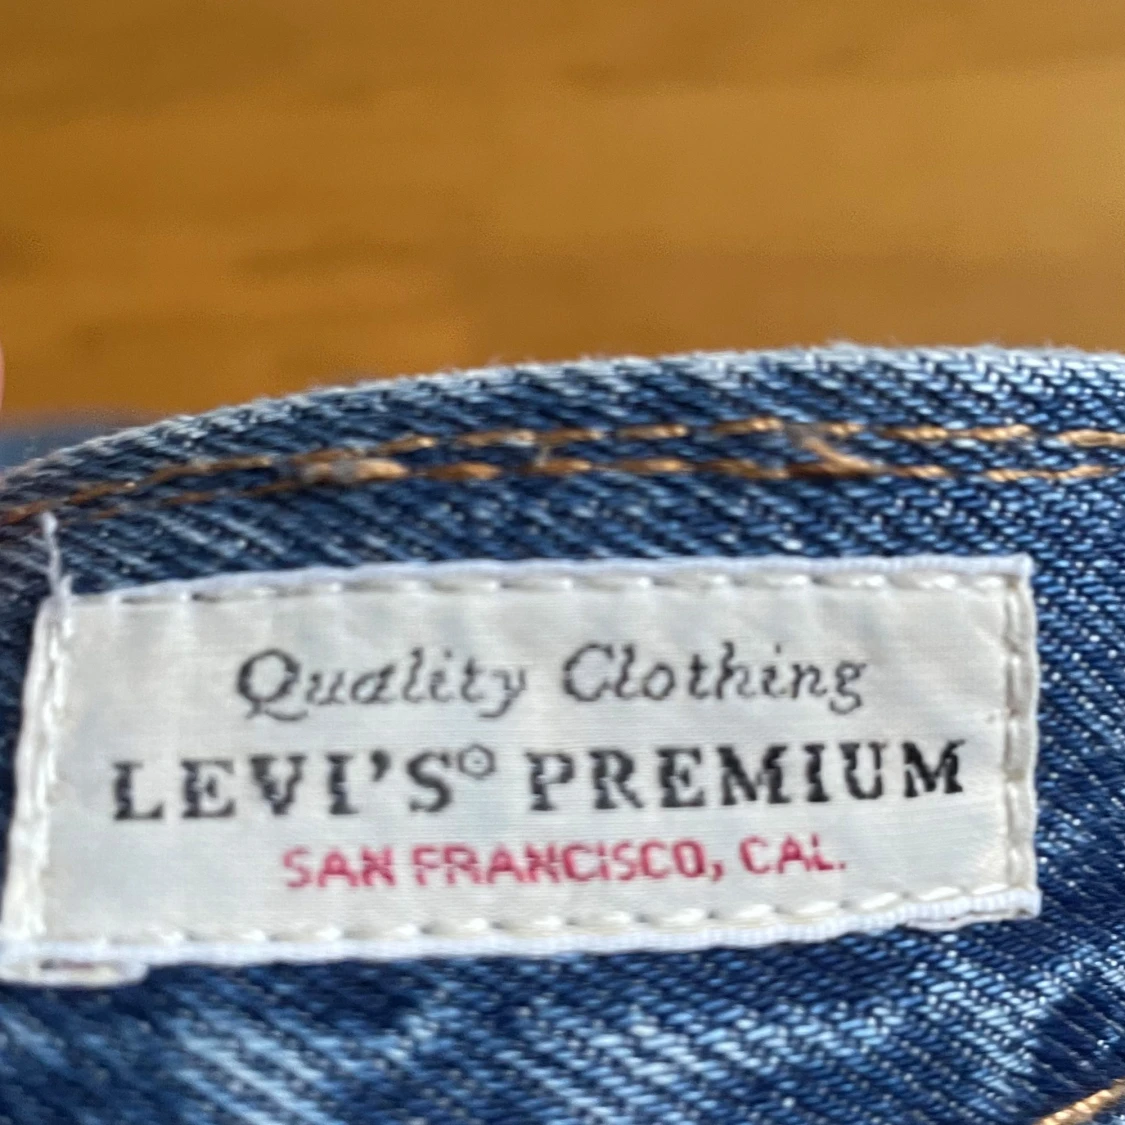 Quality Clothing
LEVI'S® PREMIUM
SAN FRANCISCO, CAL.